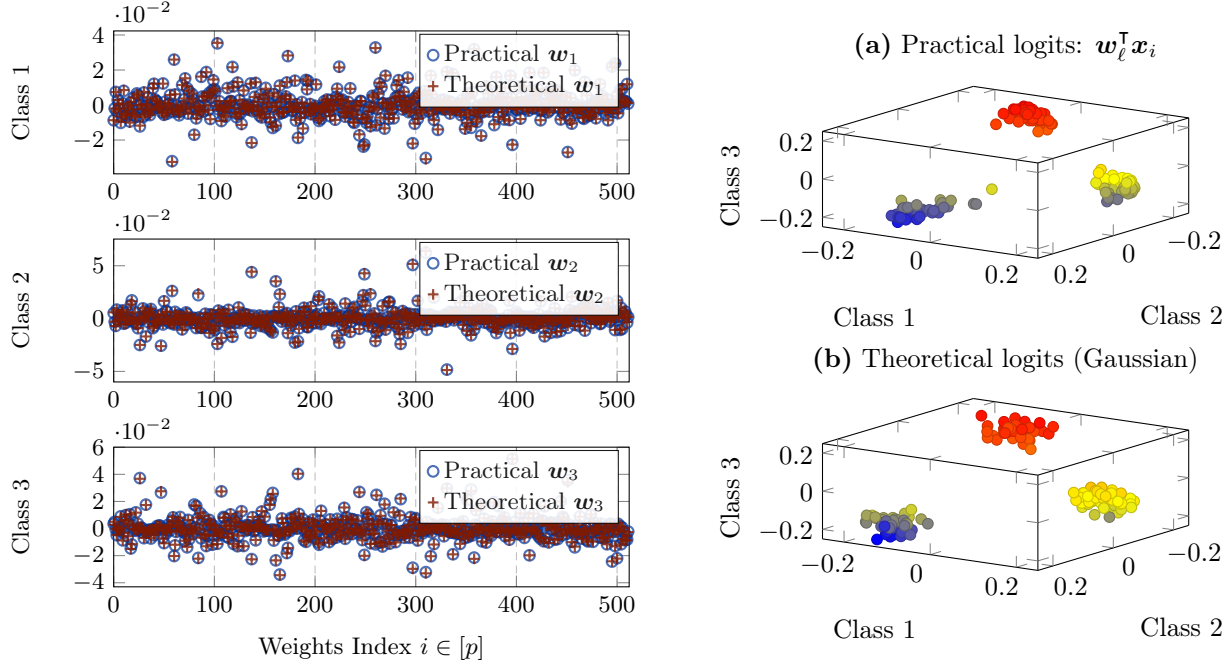 ·10⁻²
Class 1
4
2
0
−2
0 100 200 300 400 500
Practical w₁
Theoretical w₁
Class 2
·10⁻²
5
0
−5
0 100 200 300 400 500
Practical w₂
Theoretical w₂
Class 3
·10⁻²
6
4
2
0
−2
−4
0 100 200 300 400 500
Practical w₃
Theoretical w₃
Weights Index i ∈ [p]
(a) Practical logits: w_ℓ^⊺ x_i
Class 3
0.2
0
−0.2
−0.2 0 0.2
0.2 0 −0.2
Class 1
Class 2
(b) Theoretical logits (Gaussian)
Class 3
0.2
0
−0.2
−0.2 0 0.2
0.2 0 −0.2
Class 1
Class 2